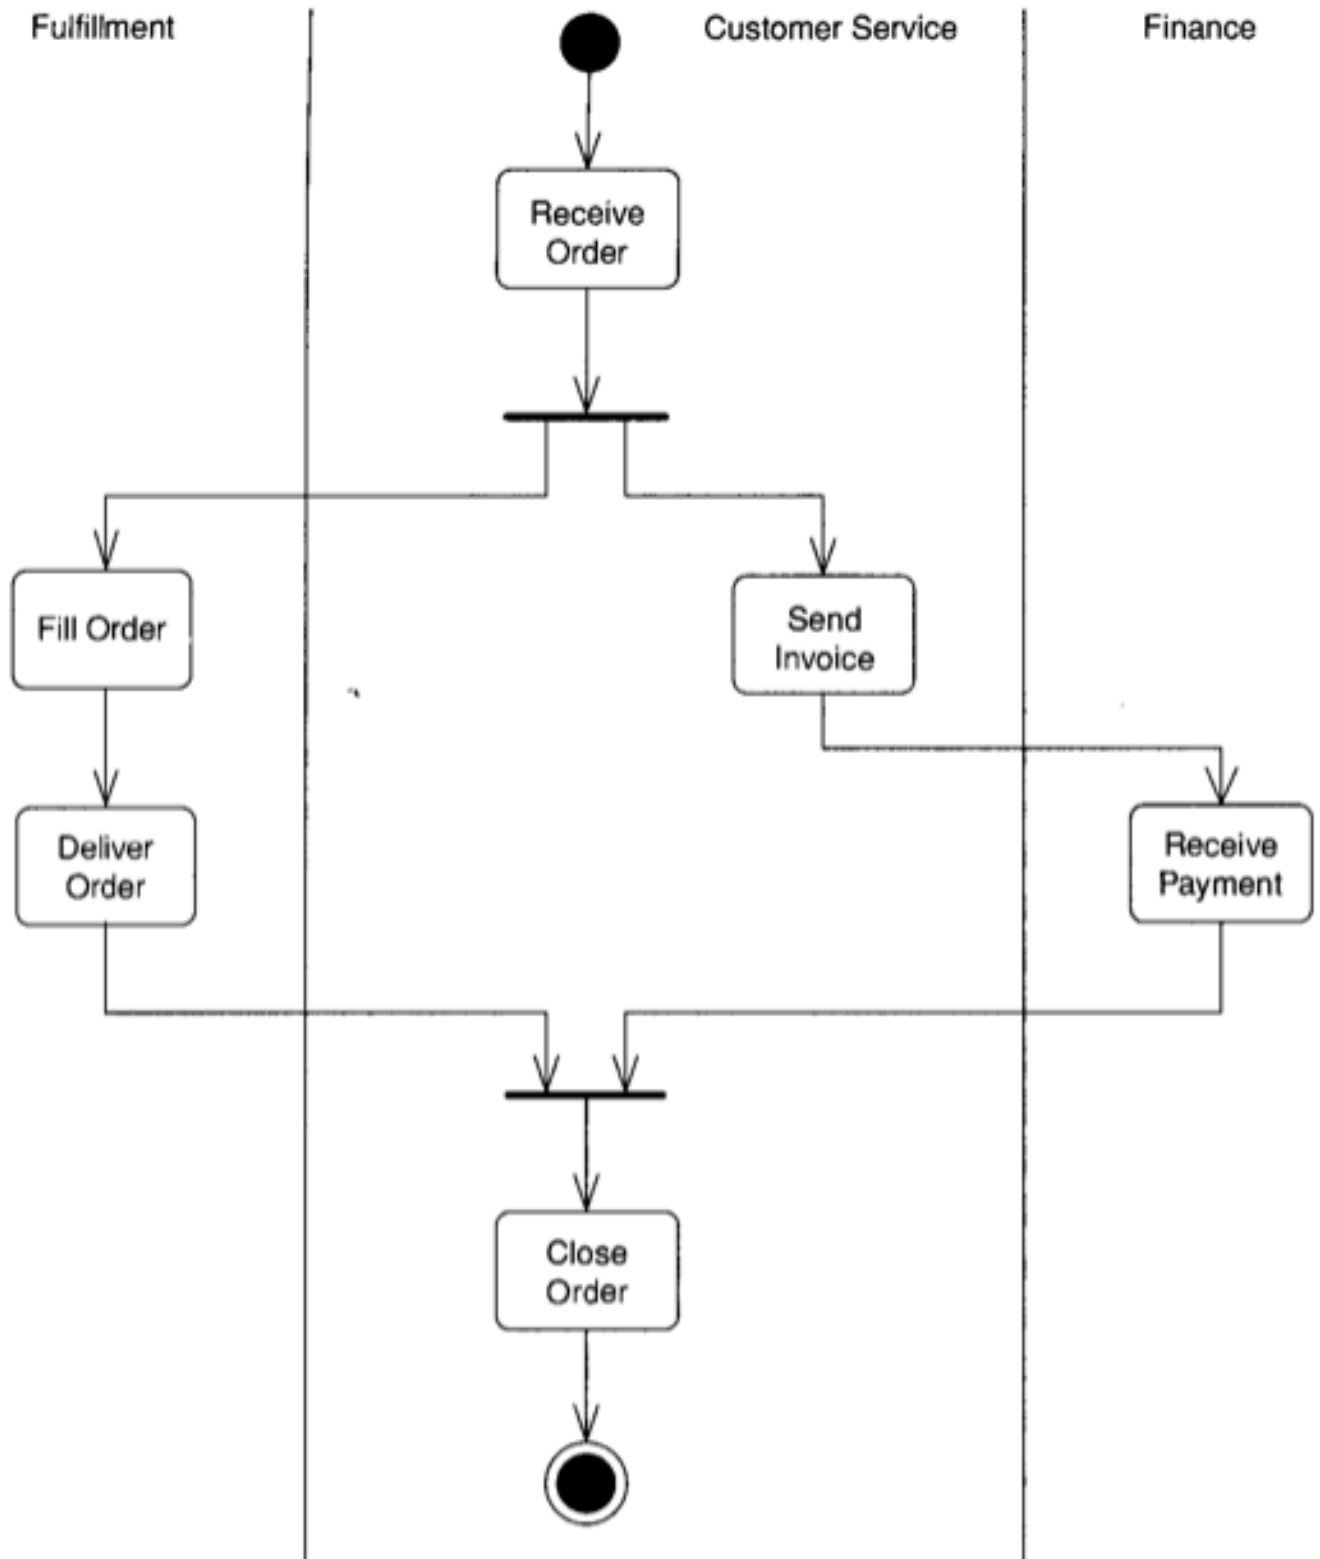 Fulfillment
Customer Service
Finance
Receive
Order
Fill Order
Send
Invoice
Deliver
Order
Receive
Payment
Close
Order